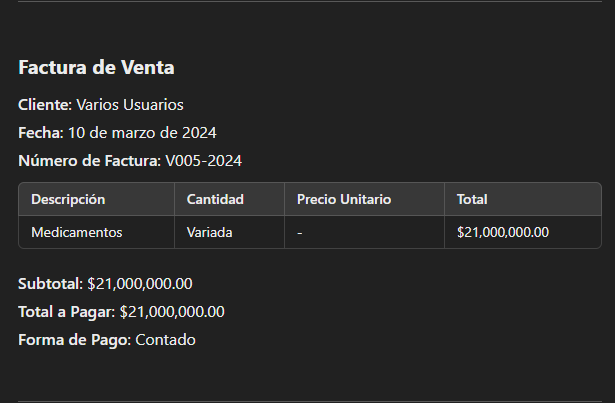 Factura de Venta
Cliente: Varios Usuarios
Fecha: 10 de marzo de 2024
Número de Factura: V005-2024
Descripción Cantidad Precio Unitario Total
Medicamentos Variada - $21,000,000.00
Subtotal: $21,000,000.00
Total a Pagar: $21,000,000.00
Forma de Pago: Contado